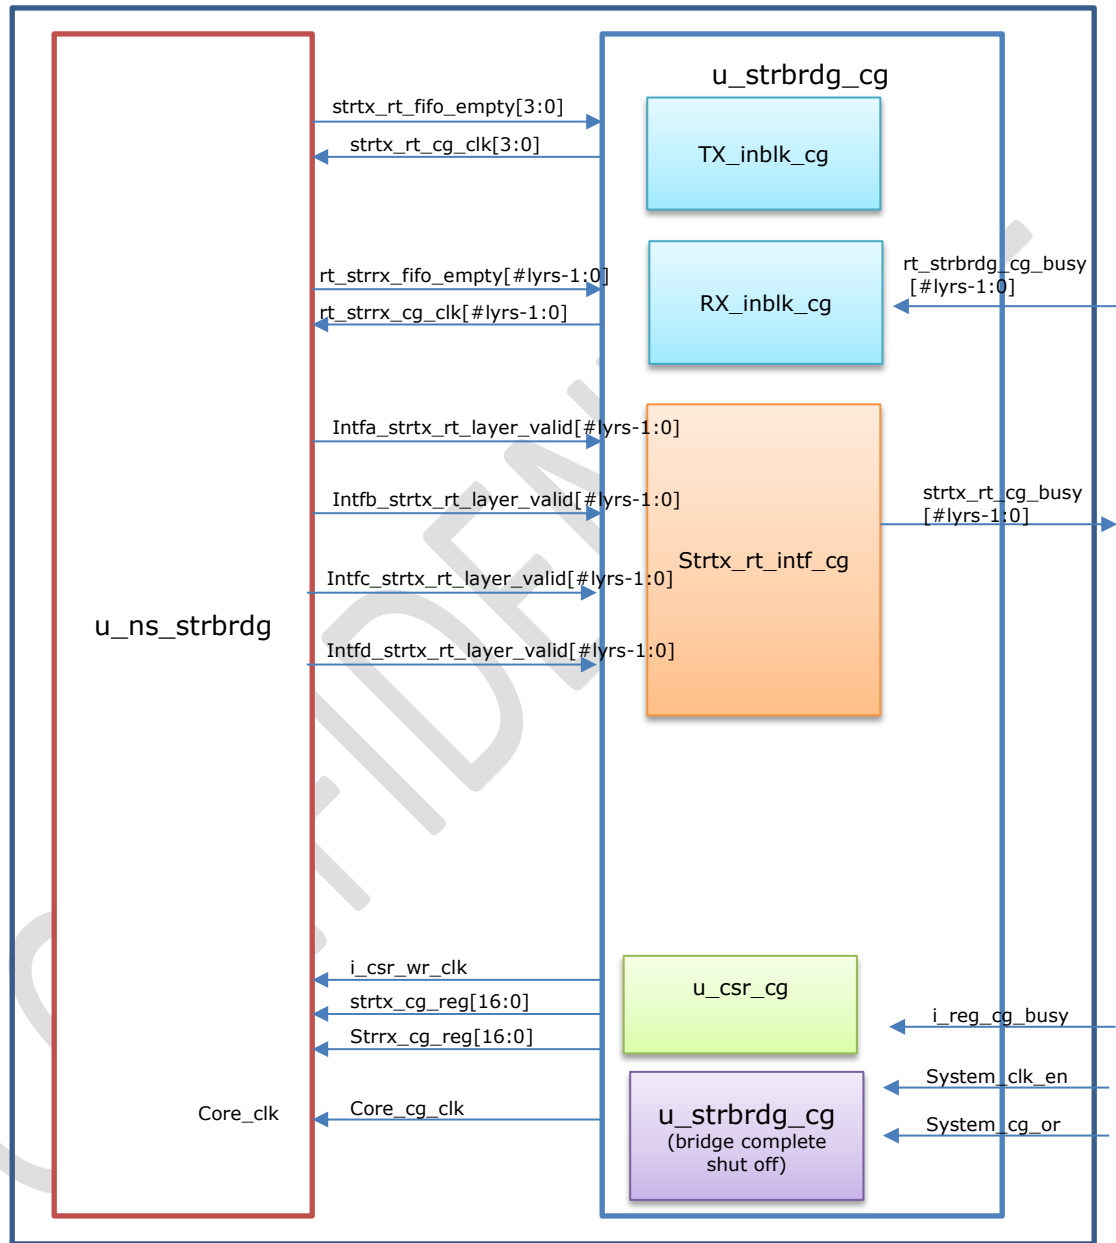 u_strbrdg_cg
strtx_rt_fifo_empty[3:0]
strtx_rt_cg_clk[3:0]
TX_inblk_cg
rt_strrx_fifo_empty[#lyrs-1:0]
rt_strrx_cg_clk[#lyrs-1:0]
RX_inblk_cg
rt_strbrdg_cg_busy
[#lyrs-1:0]
Intfa_strtx_rt_layer_valid[#lyrs-1:0]
Intfb_strtx_rt_layer_valid[#lyrs-1:0]
Intfc_strtx_rt_layer_valid[#lyrs-1:0]
Intfd_strtx_rt_layer_valid[#lyrs-1:0]
Strtx_rt_intf_cg
strtx_rt_cg_busy
[#lyrs-1:0]
u_ns_strbrdg
i_csr_wr_clk
strtx_cg_reg[16:0]
Strrx_cg_reg[16:0]
u_csr_cg
i_reg_cg_busy
System_clk_en
System_cg_or
Core_clk
Core_cg_clk
u_strbrdg_cg
(bridge complete
shut off)